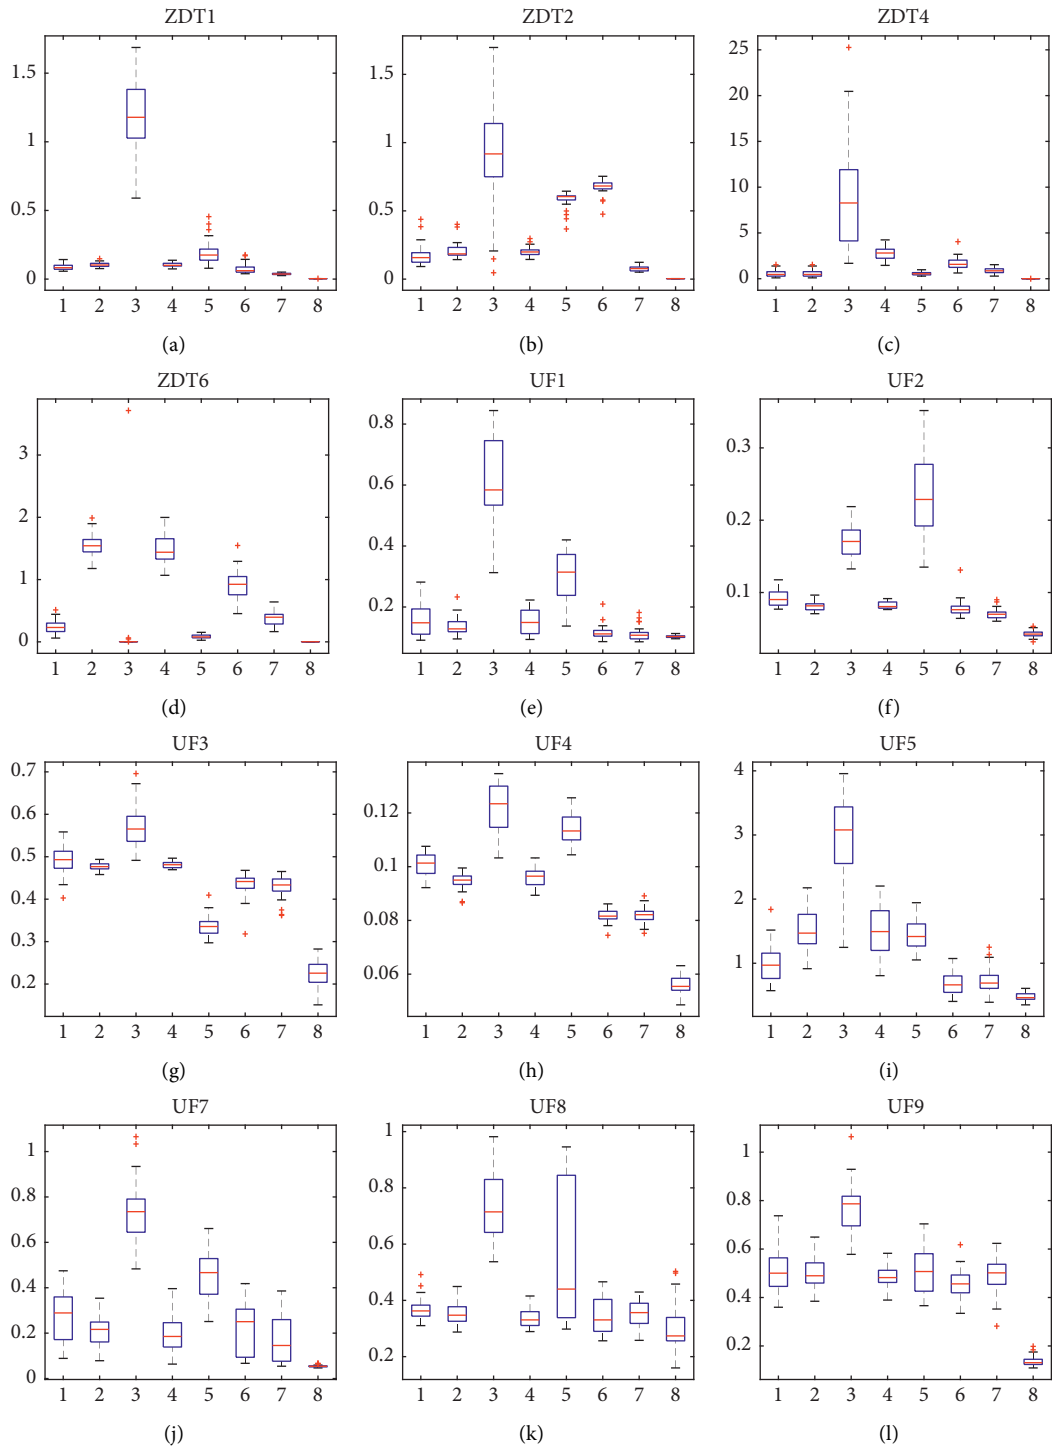 ZDT1 ZDT2 ZDT4
1.5 1 0.5 0
1.5 1 0.5 0
25 20 15 10 5 0
1 2 3 4 5 6 7 8
1 2 3 4 5 6 7 8
1 2 3 4 5 6 7 8
(a) (b) (c)
ZDT6 UF1 UF2
3 2 1 0
0.8 0.6 0.4 0.2
0.3 0.2 0.1
1 2 3 4 5 6 7 8
1 2 3 4 5 6 7 8
1 2 3 4 5 6 7 8
(d) (e) (f)
UF3 UF4 UF5
0.7 0.6 0.5 0.4 0.3 0.2
0.12 0.1 0.08 0.06
4 3 2 1
1 2 3 4 5 6 7 8
1 2 3 4 5 6 7 8
1 2 3 4 5 6 7 8
(g) (h) (i)
UF7 UF8 UF9
1 0.8 0.6 0.4 0.2 0
1 0.8 0.6 0.4 0.2
1 0.8 0.6 0.4 0.2
1 2 3 4 5 6 7 8
1 2 3 4 5 6 7 8
1 2 3 4 5 6 7 8
(j) (k) (l)